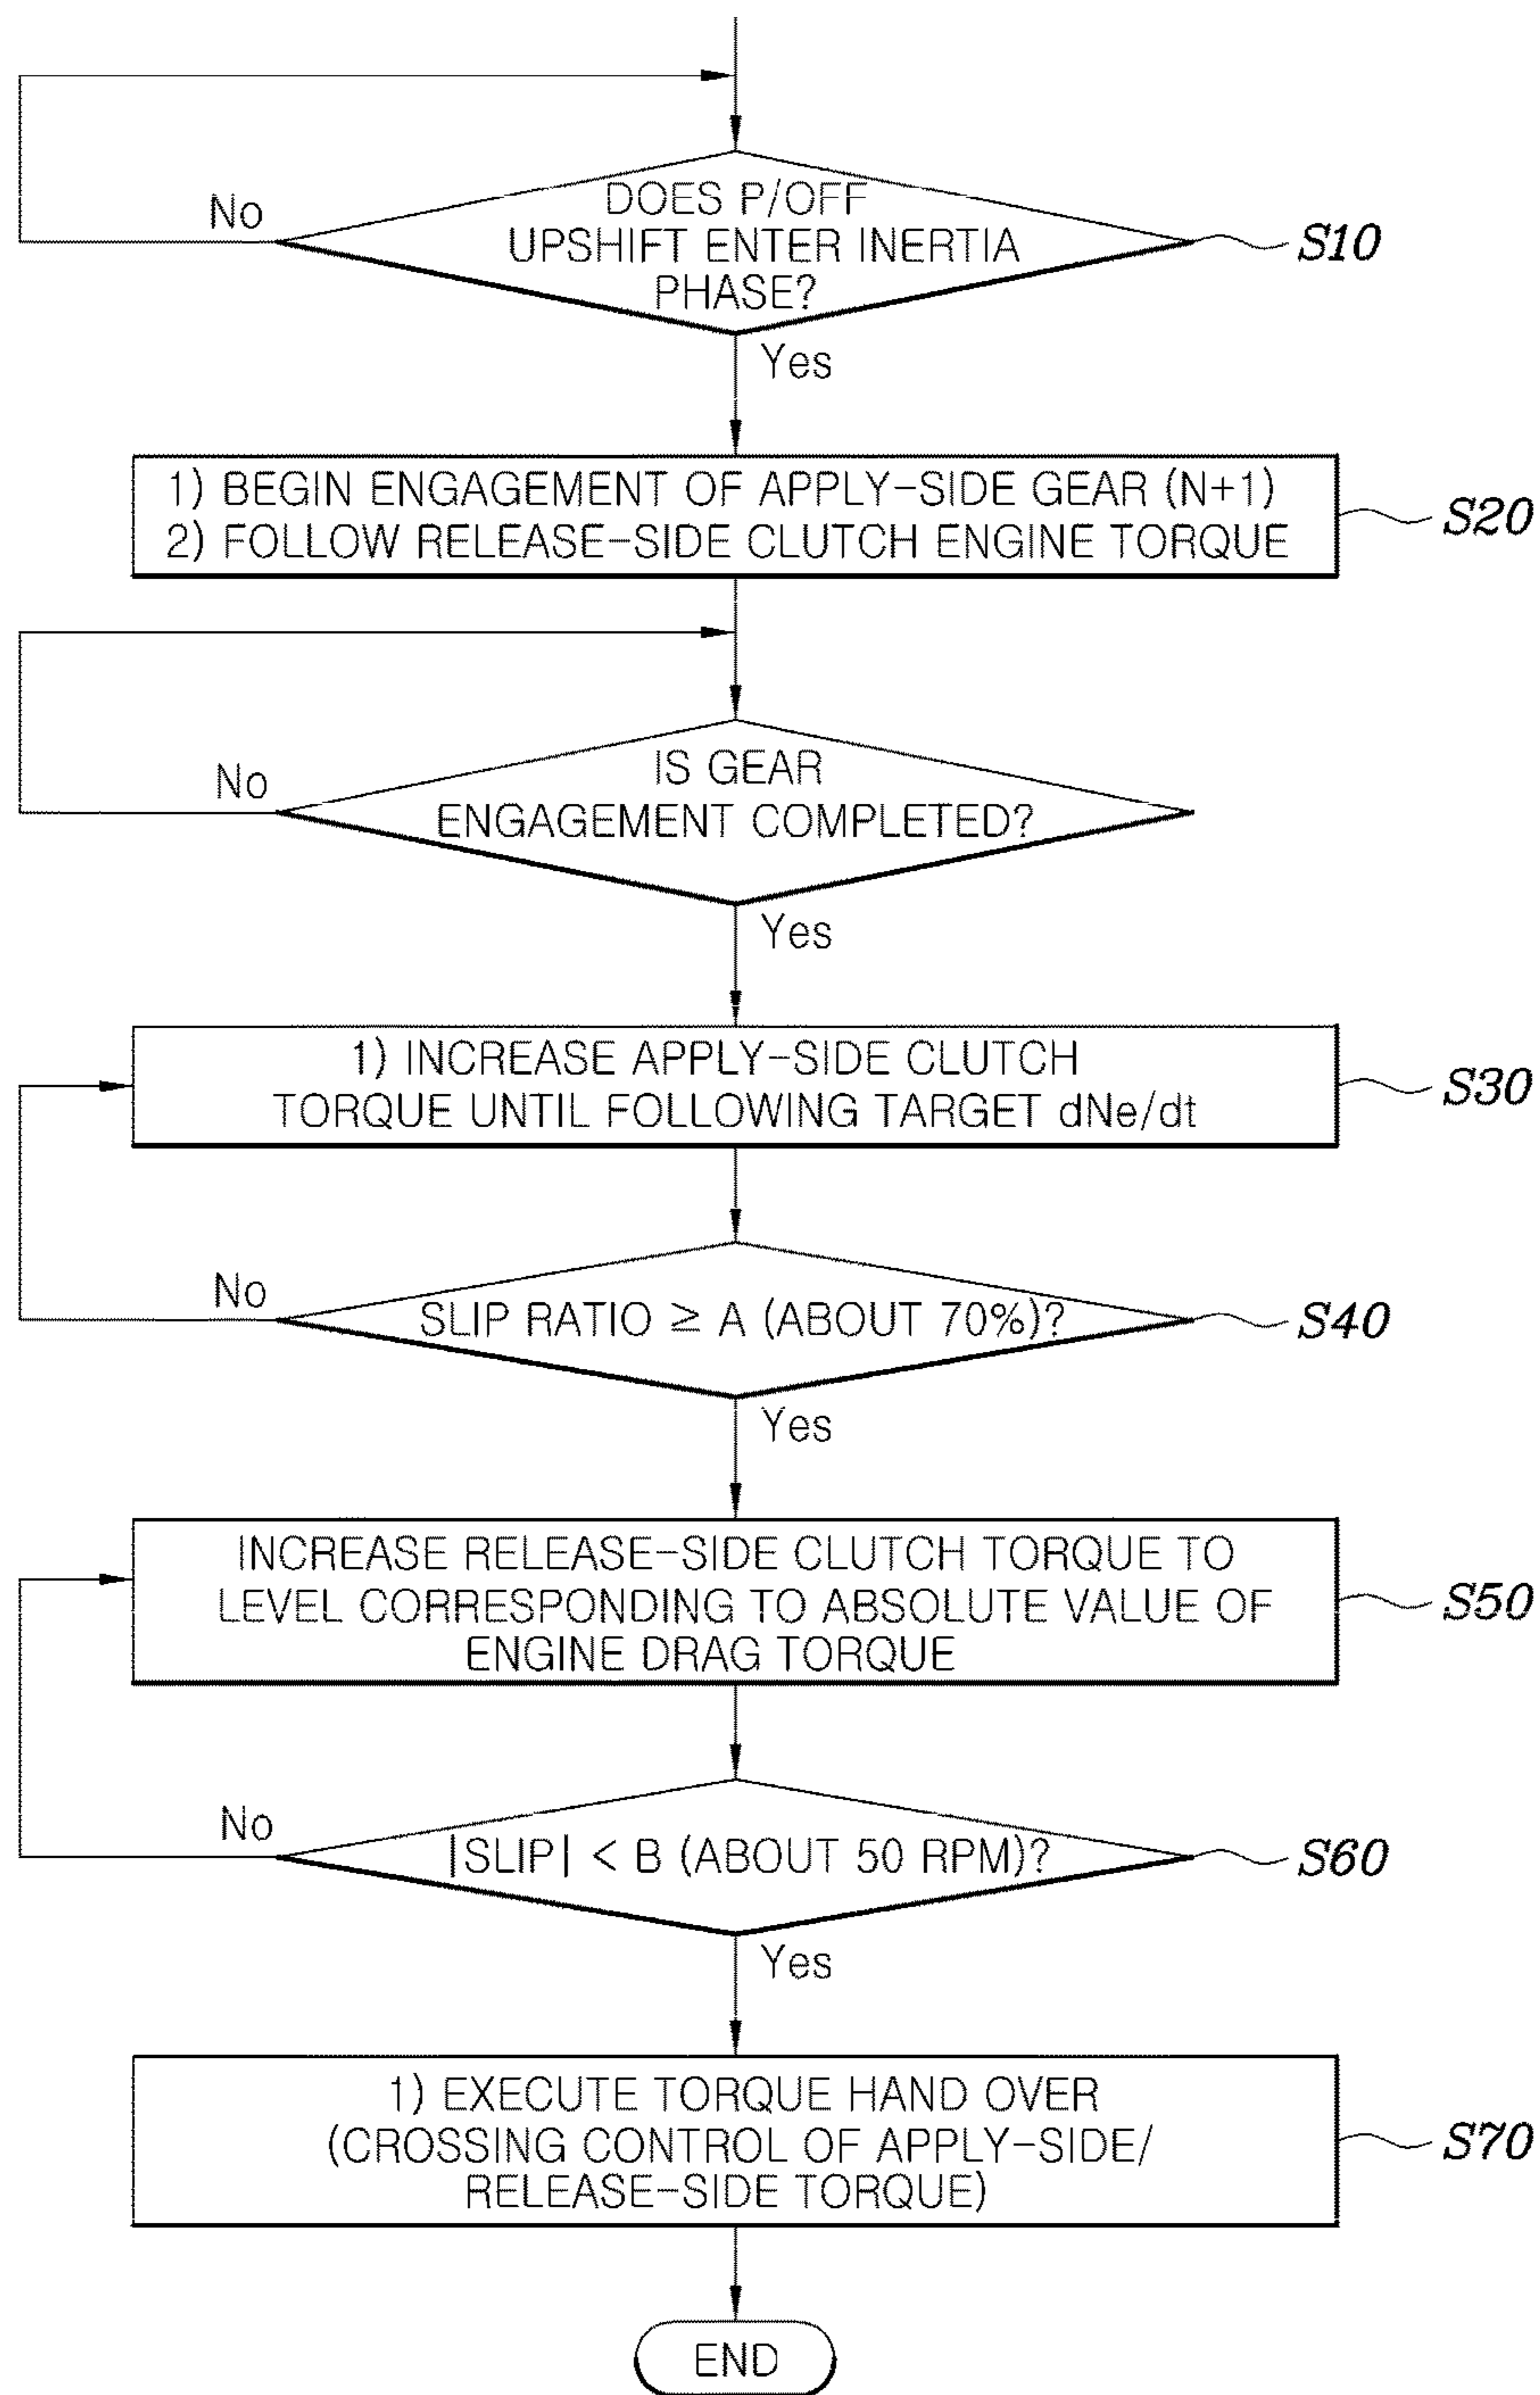 DOES P/OFF
UPSHIFT ENTER INERTIA
PHASE?
No
S10
Yes
1) BEGIN ENGAGEMENT OF APPLY-SIDE GEAR (N+1)
2) FOLLOW RELEASE-SIDE CLUTCH ENGINE TORQUE
S20
IS GEAR
ENGAGEMENT COMPLETED?
No
Yes
1) INCREASE APPLY-SIDE CLUTCH
TORQUE UNTIL FOLLOWING TARGET dNe/dt
S30
No
SLIP RATIO ≥ A (ABOUT 70%)?
S40
Yes
INCREASE RELEASE-SIDE CLUTCH TORQUE TO
LEVEL CORRESPONDING TO ABSOLUTE VALUE OF
ENGINE DRAG TORQUE
S50
No
|SLIP| < B (ABOUT 50 RPM)?
S60
Yes
1) EXECUTE TORQUE HAND OVER
(CROSSING CONTROL OF APPLY-SIDE/
RELEASE-SIDE TORQUE)
S70
END